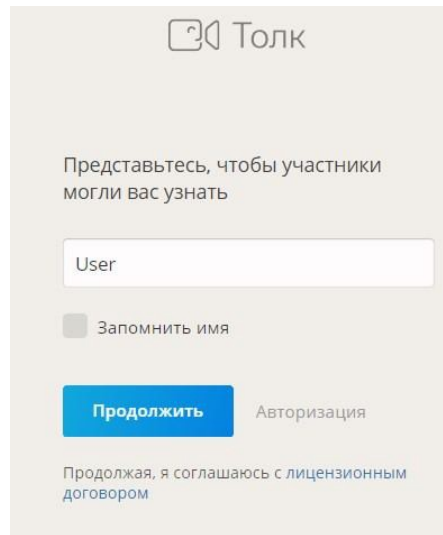 Толк
Представьтесь, чтобы участники
могли вас узнать
User
Запомнить имя
Продолжить Авторизация
Продолжая, я соглашаюсь с лицензионным
договором